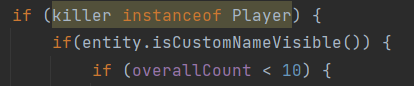 if (killer instanceof Player) {
if(entity.isCustomNameVisible()) {
if (overallCount < 10) {